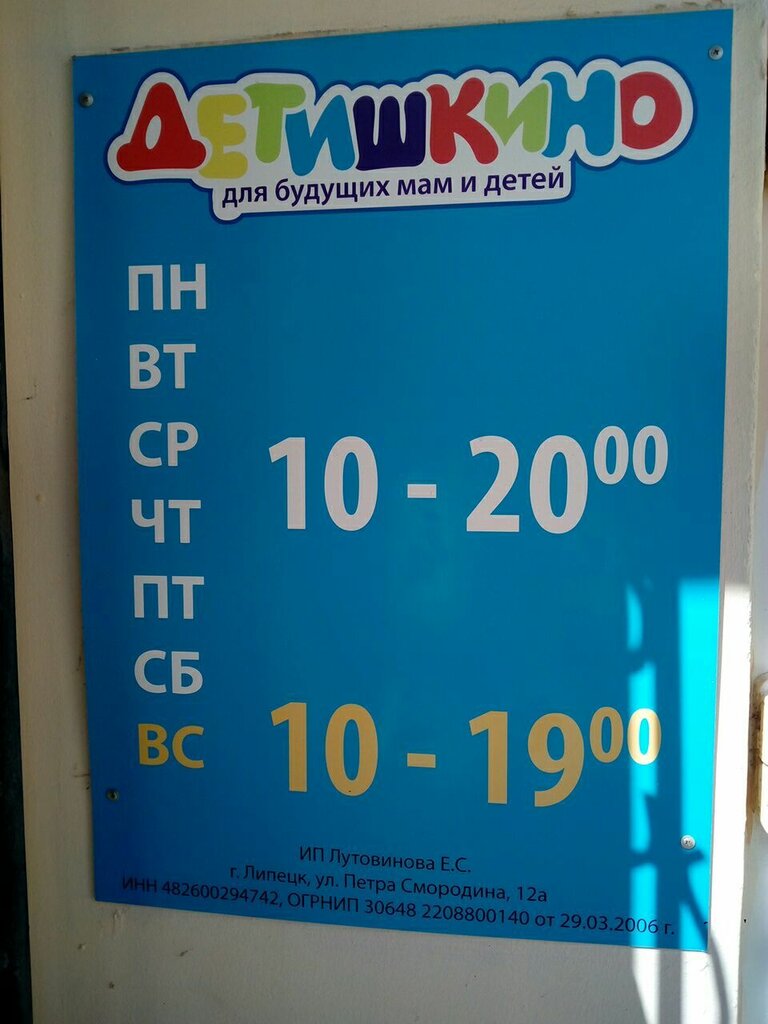 ДЕТИШКИНО
для будущих мам и детей
ПН
ВТ
СР
ЧТ
ПТ
СБ
10 - 20⁰⁰
ВС
10 - 19⁰⁰
ИП Лутовинова Е.С.
г. Липецк, ул. Петра Смородина, 12а
ИНН 482600294742, ОГРНИП 30648 2208800140 от 29.03.2006 г.